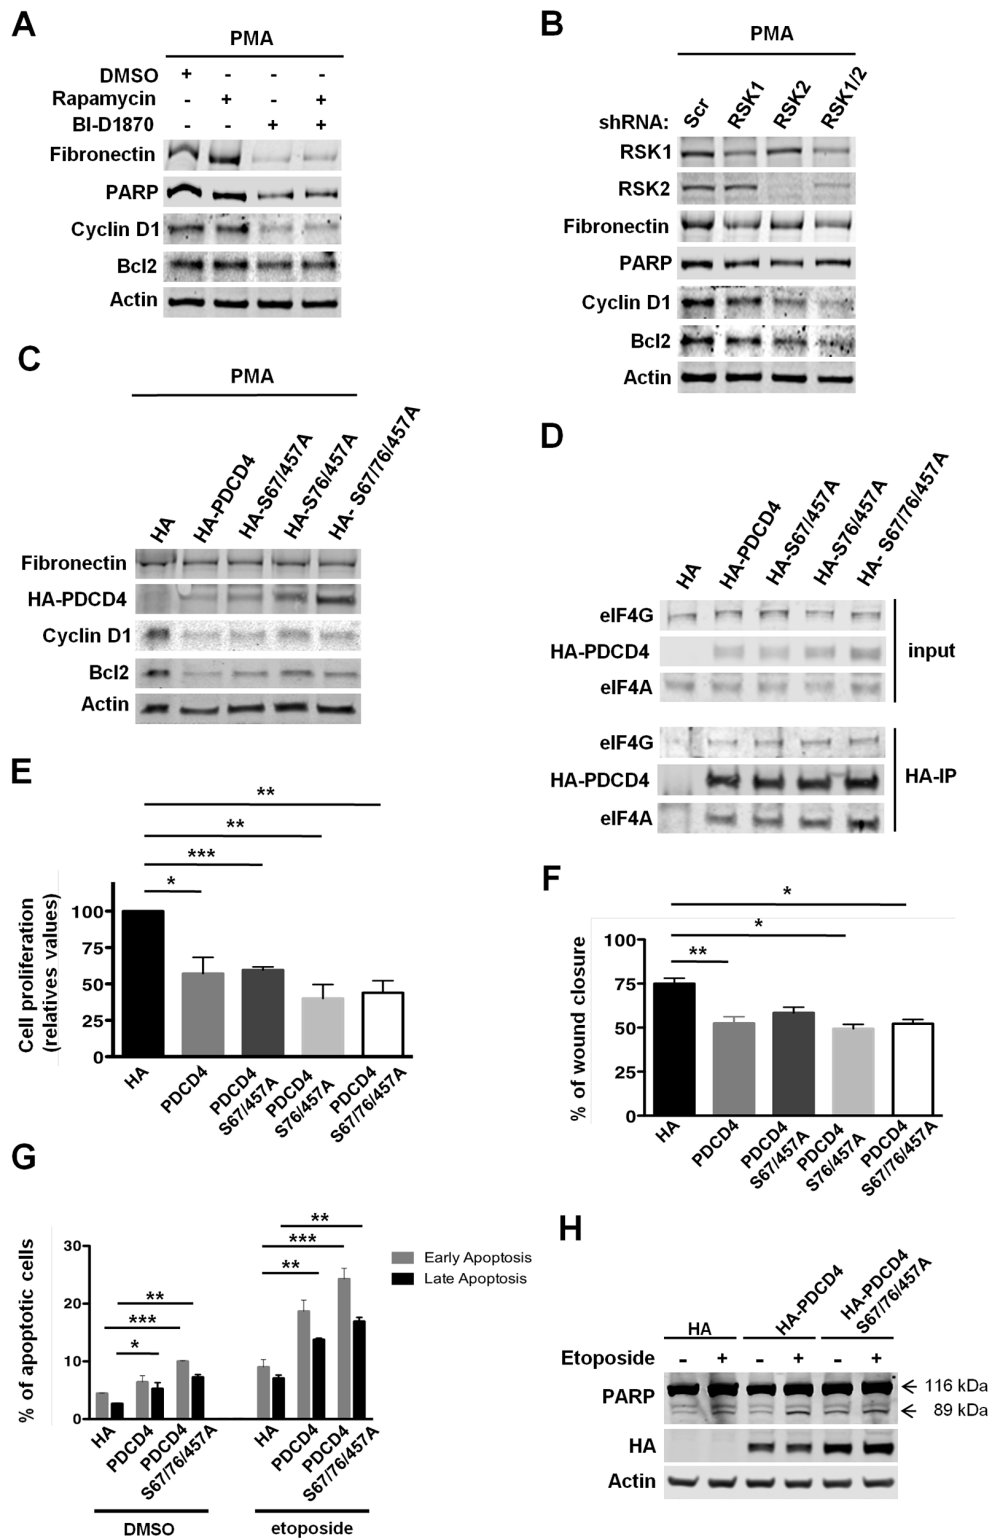 A
PMA
DMSO + - - -
Rapamycin - + - +
BI-D1870 - - + +
Fibronectin
PARP
Cyclin D1
Bcl2
Actin
B
PMA
shRNA: Scr RSK1 RSK2 RSK1/2
RSK1
RSK2
Fibronectin
PARP
Cyclin D1
Bcl2
Actin
C
PMA
HA HA-PDCD4 HA-S67/457A HA-S76/457A HA- S67/76/457A
Fibronectin
HA-PDCD4
Cyclin D1
Bcl2
Actin
D
HA HA-PDCD4 HA-S67/457A HA-S76/457A HA- S67/76/457A
eIF4G
HA-PDCD4
eIF4A
input
eIF4G
HA-PDCD4
eIF4A
HA-IP
E
Cell proliferation
(relatives values)
**
**
***
*
100
75
50
25
0
HA
PDCD4
PDCD4
S67/457A
PDCD4
S76/457A
PDCD4
S67/76/457A
F
% of wound closure
*
*
**
100
75
50
25
0
HA
PDCD4
PDCD4
S67/457A
PDCD4
S76/457A
PDCD4
S67/76/457A
G
% of apoptotic cells
30
20
10
0
**
***
*
**
***
**
Early Apoptosis
Late Apoptosis
HA
PDCD4
PDCD4
S67/76/457A
HA
PDCD4
PDCD4
S67/76/457A
DMSO
etoposide
H
HA
HA-PDCD4
HA-PDCD4
S67/76/457A
Etoposide - + - + - +
PARP
116 kDa
89 kDa
HA
Actin